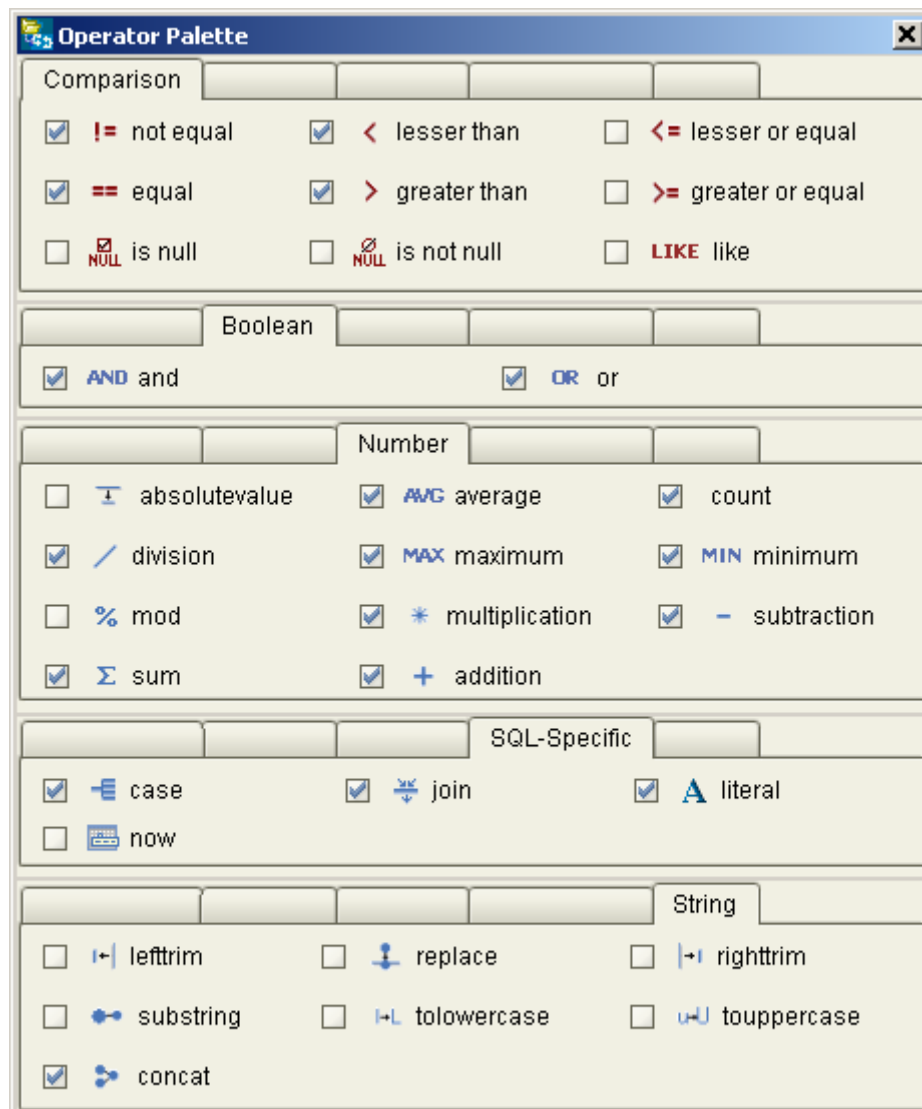 Operator Palette
Comparison
!= not equal < lesser than <= lesser or equal
== equal > greater than >= greater or equal
NULL is null NULL is not null LIKE like
Boolean
AND and OR or
Number
absolutevalue AVG average count
/ division MAX maximum MIN minimum
% mod * multiplication - subtraction
Σ sum + addition
SQL-Specific
case join A literal
now
String
lefttrim replace righttrim
substring L tolowercase u U touppercase
concat